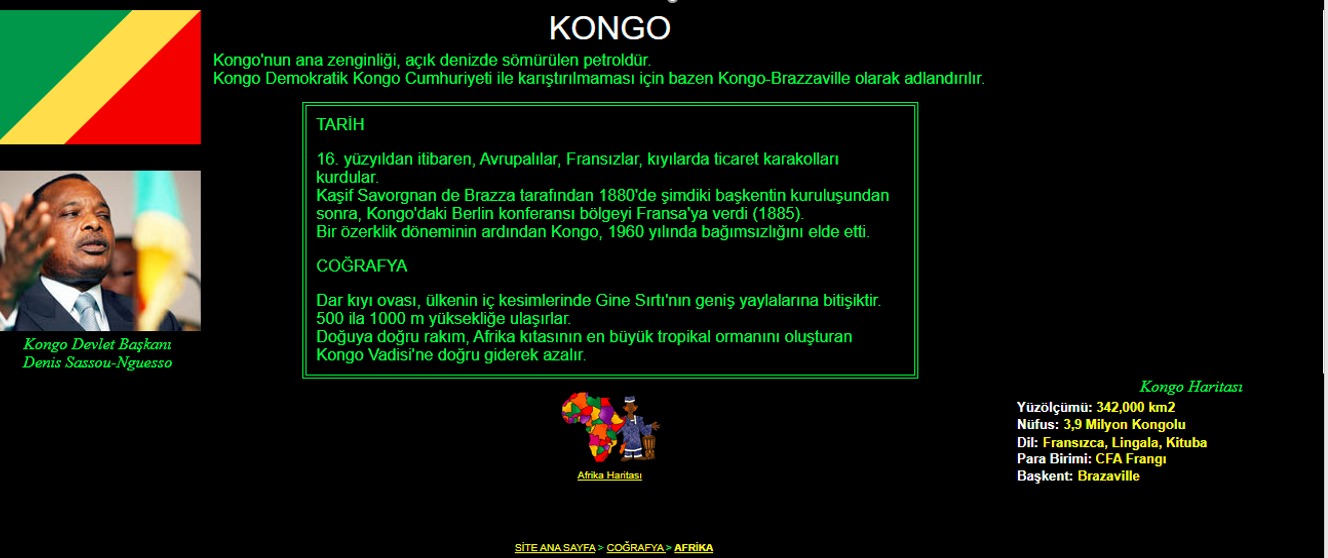 KONGO
Kongo'nun ana zenginliği, açık denizde sömürülen petroldür.
Kongo Demokratik Kongo Cumhuriyeti ile karıştırılmaması için bazen Kongo-Brazzaville olarak adlandırılır.
TARİH
16. yüzyıldan itibaren, Avrupalılar, Fransızlar, kıyılarda ticaret karakolları
kurdular.
Kaşif Savorgnan de Brazza tarafından 1880'de şimdiki başkentin kuruluşundan
sonra, Kongo'daki Berlin konferansı bölgeyi Fransa'ya verdi (1885).
Bir özerklik döneminin ardından Kongo, 1960 yılında bağımsızlığını elde etti.
COĞRAFYA
Dar kıyı ovası, ülkenin iç kesimlerinde Gine Sırtı'nın geniş yaylalarına bitişiktir.
500 ila 1000 m yüksekliğe ulaşırlar.
Doğuya doğru rakım, Afrika kıtasının en büyük tropikal ormanını oluşturan
Kongo Vadisi'ne doğru giderek azalır.
Kongo Devlet Başkanı
Denis Sassou-Nguesso
Kongo Haritası
Yüzölçümü: 342,000 km2
Nüfus: 3,9 Milyon Kongolu
Dil: Fransızca, Lingala, Kituba
Para Birimi: CFA Frangı
Başkent: Brazaville
Afrika Haritası
SİTE ANA SAYFA > COĞRAFYA > AFRİKA